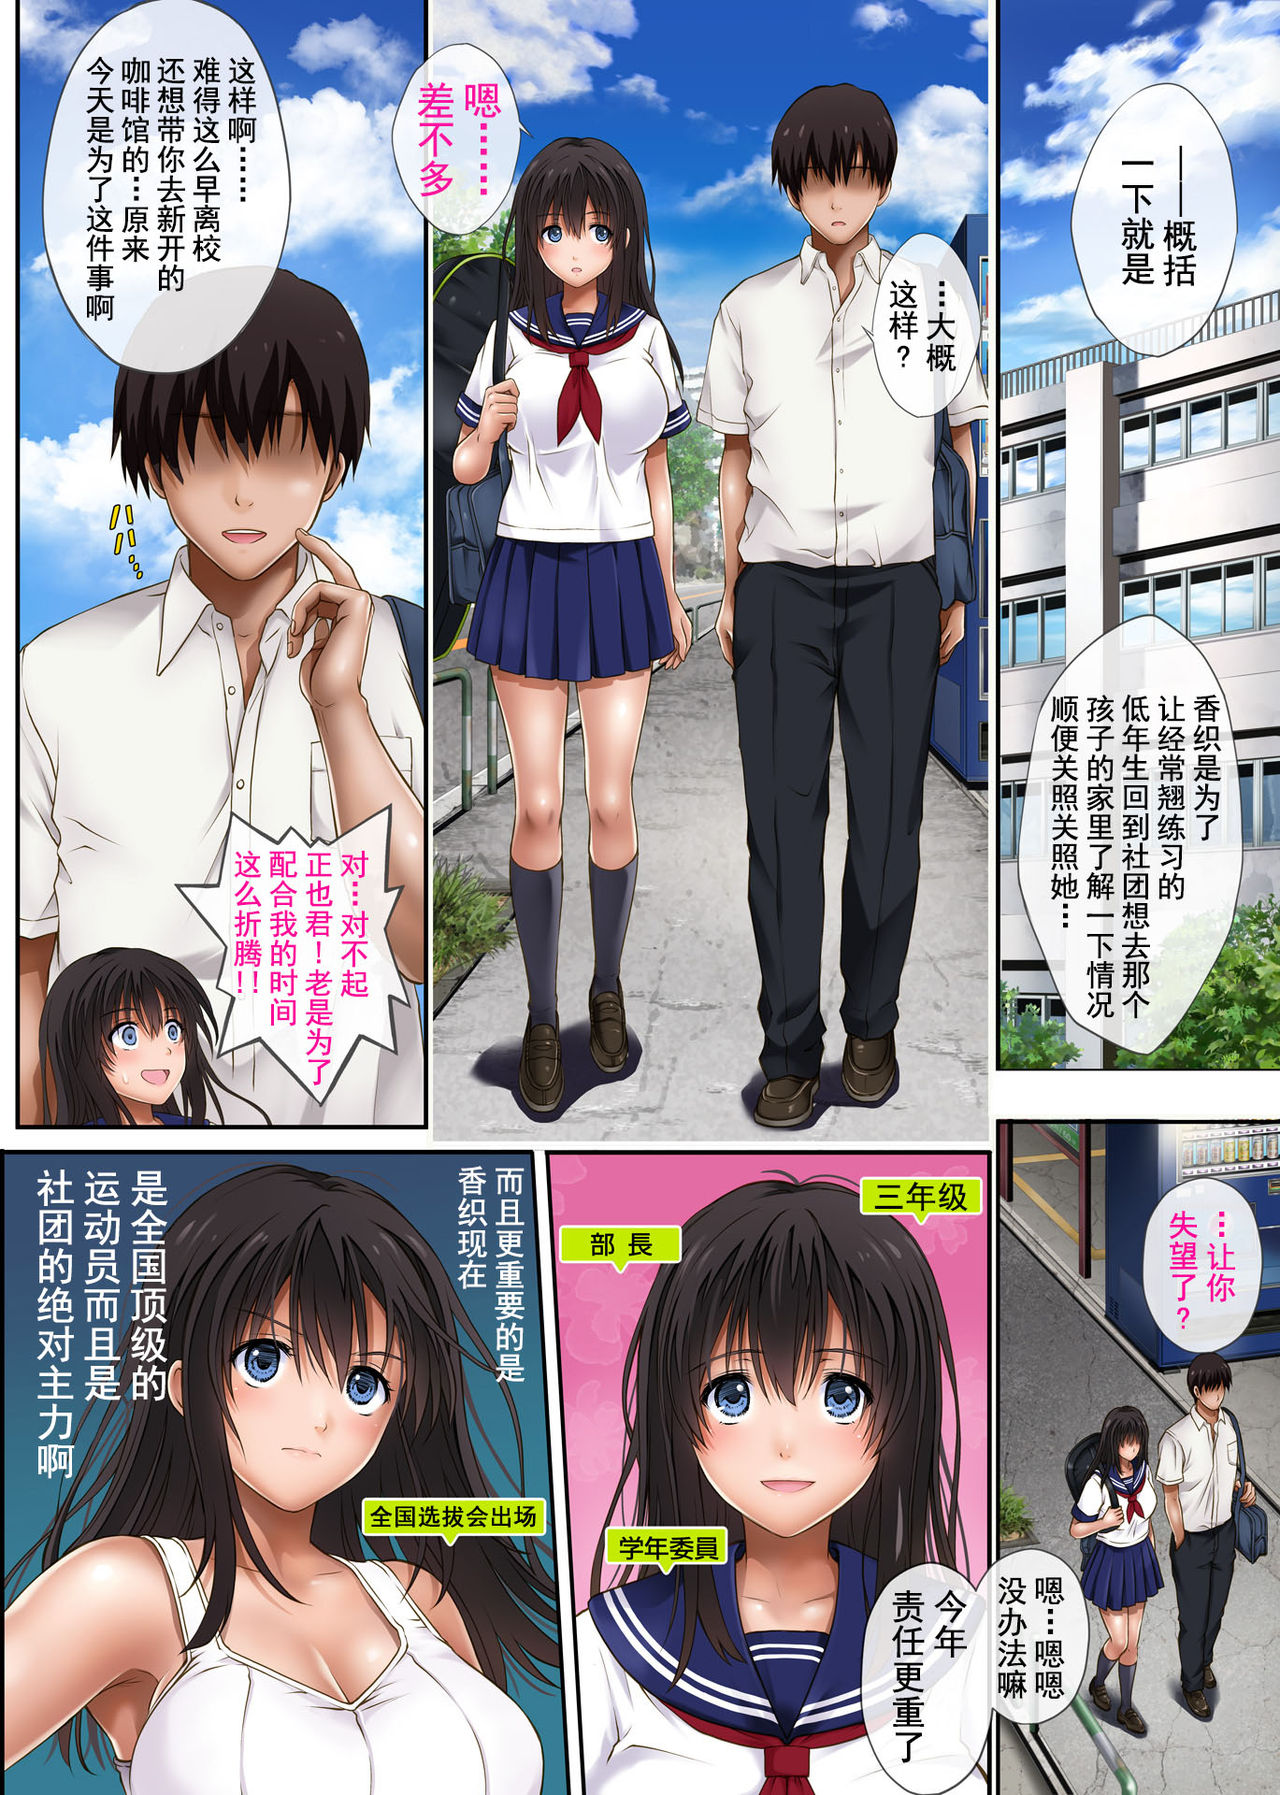 ——概括
一下就是
香织是为了
让经常翘练习的
低年生回到社团想去那个
孩子的家里了解一下情况
顺便关照关照她…
…大概
这样?
嗯……
差不多
这样啊……
难得这么早离校
还想带你去新开的
咖啡馆的…原来
今天是为了这件事啊
对…对不起
正也君!老是为了
配合我的时间
这么折腾!!
…让你
失望了?
嗯…嗯嗯
没办法嘛
三年级
部長
学年委員
今年
责任更重了
而且更重要的是
香织现在
全国选拔会出场
是全国顶级的
运动员而且是
社团的绝对主力啊